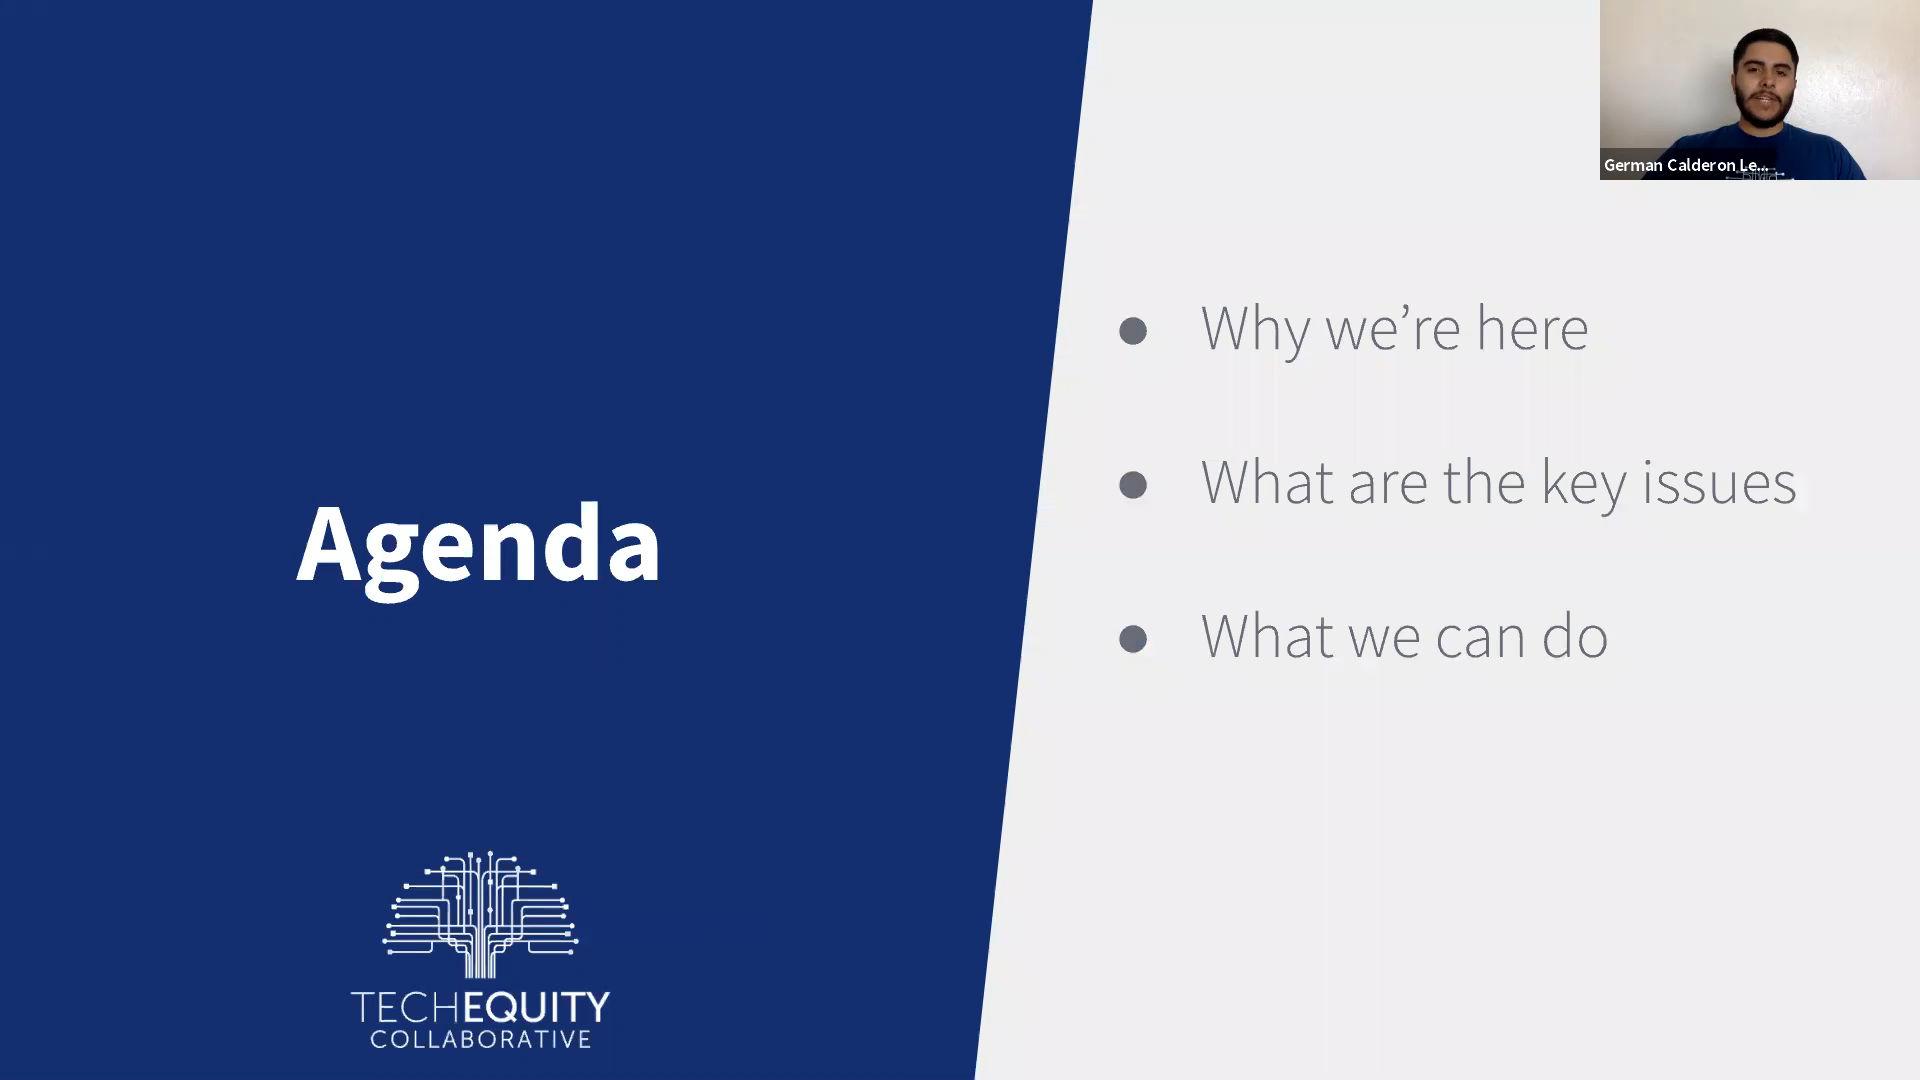 German Calderon Le...
Why we’re here
What are the key issues
Agenda
What we can do
TECHEQUITY
COLLABORATIVE